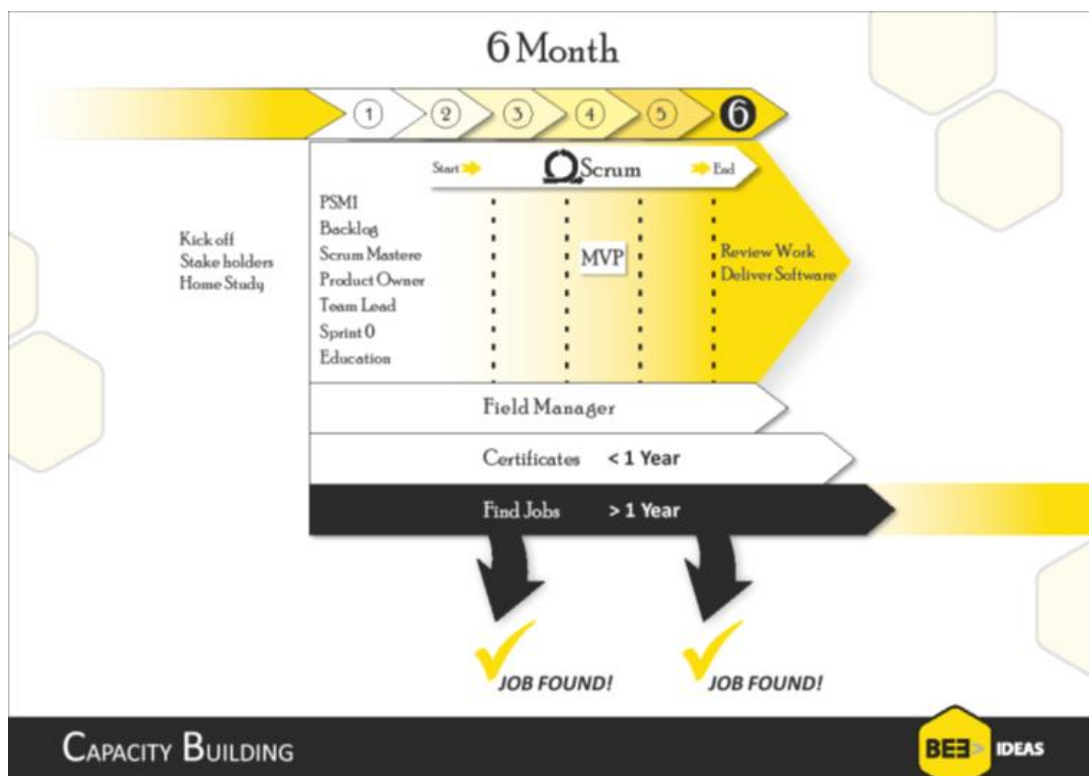 6 Month
1 2 3 4 5 6
Start Scrum End
PSM1
Backlog
Scrum Mastere
Product Owner
Team Lead
Sprint 0
Education
Kick off
Stake holders
Home Study
MVP
Review Work
Deliver Software
Field Manager
Certificates < 1 Year
Find Jobs > 1 Year
JOB FOUND! JOB FOUND!
CAPACITY BUILDING
BEE> IDEAS